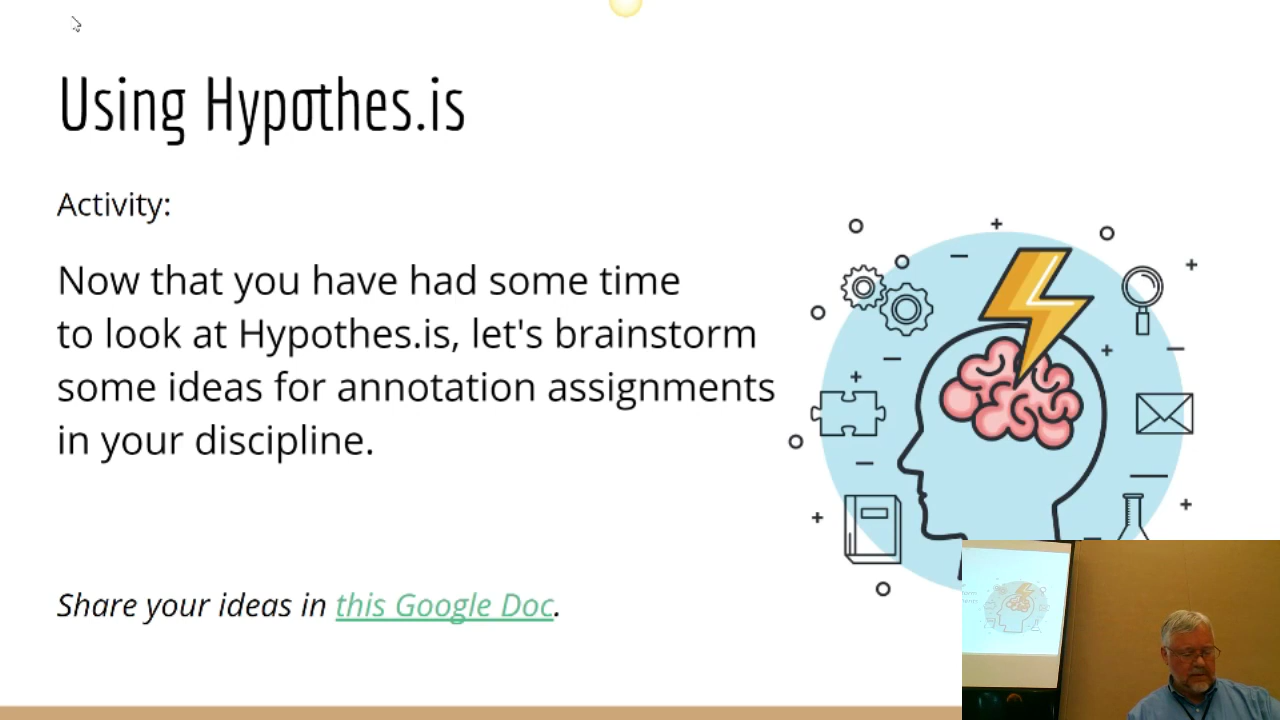 Using Hypothes.is
Activity:
Now that you have had some time
to look at Hypothes.is, let's brainstorm
some ideas for annotation assignments
in your discipline.
Share your ideas in this Google Doc.